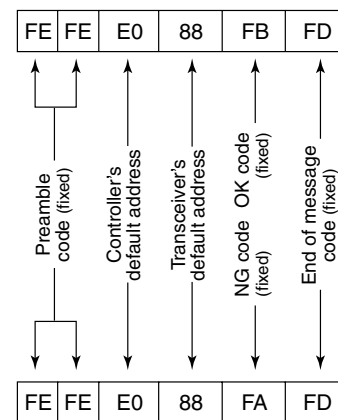 FE FE E0 88 FB FD
Preamble
code (fixed)
Controller's
default address
Transceiver's
default address
OK code
(fixed)
NG code
(fixed)
End of message
code (fixed)
FE FE E0 88 FA FD